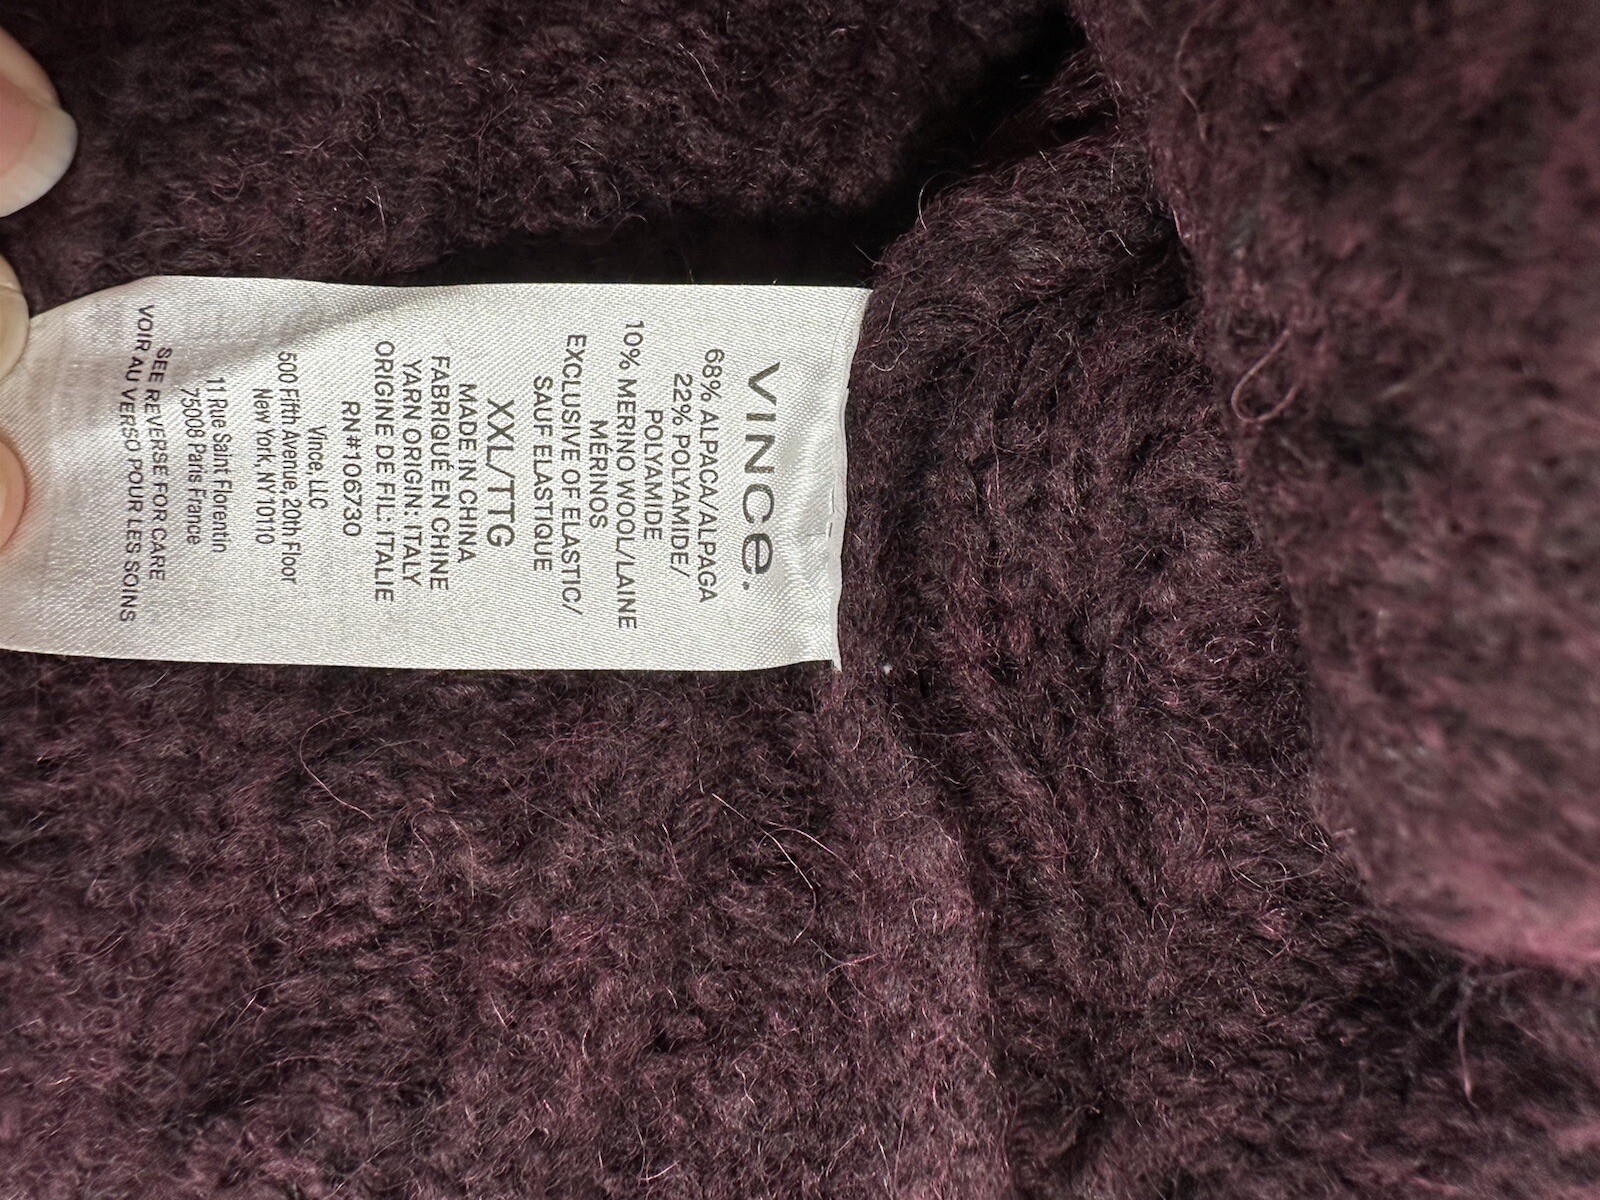 VINCE.
68% ALPACA/ALPAGA
22% POLYAMIDE/
POLYAMIDE
10% MERINO WOOL/LAINE
MÉRINOS
EXCLUSIVE OF ELASTIC/
SAUF ELASTIQUE
XXL/TTG
MADE IN CHINA
FABRIQUÉ EN CHINE
YARN ORIGIN: ITALY
ORIGINE DE FIL: ITALIE
RN#106730
Vince, LLC
500 Fifth Avenue, 20th Floor
New York, NY 10110
11 Rue Saint Florentin
75008 Paris France
SEE REVERSE FOR CARE
VOIR AU VERSO POUR LES SOINS